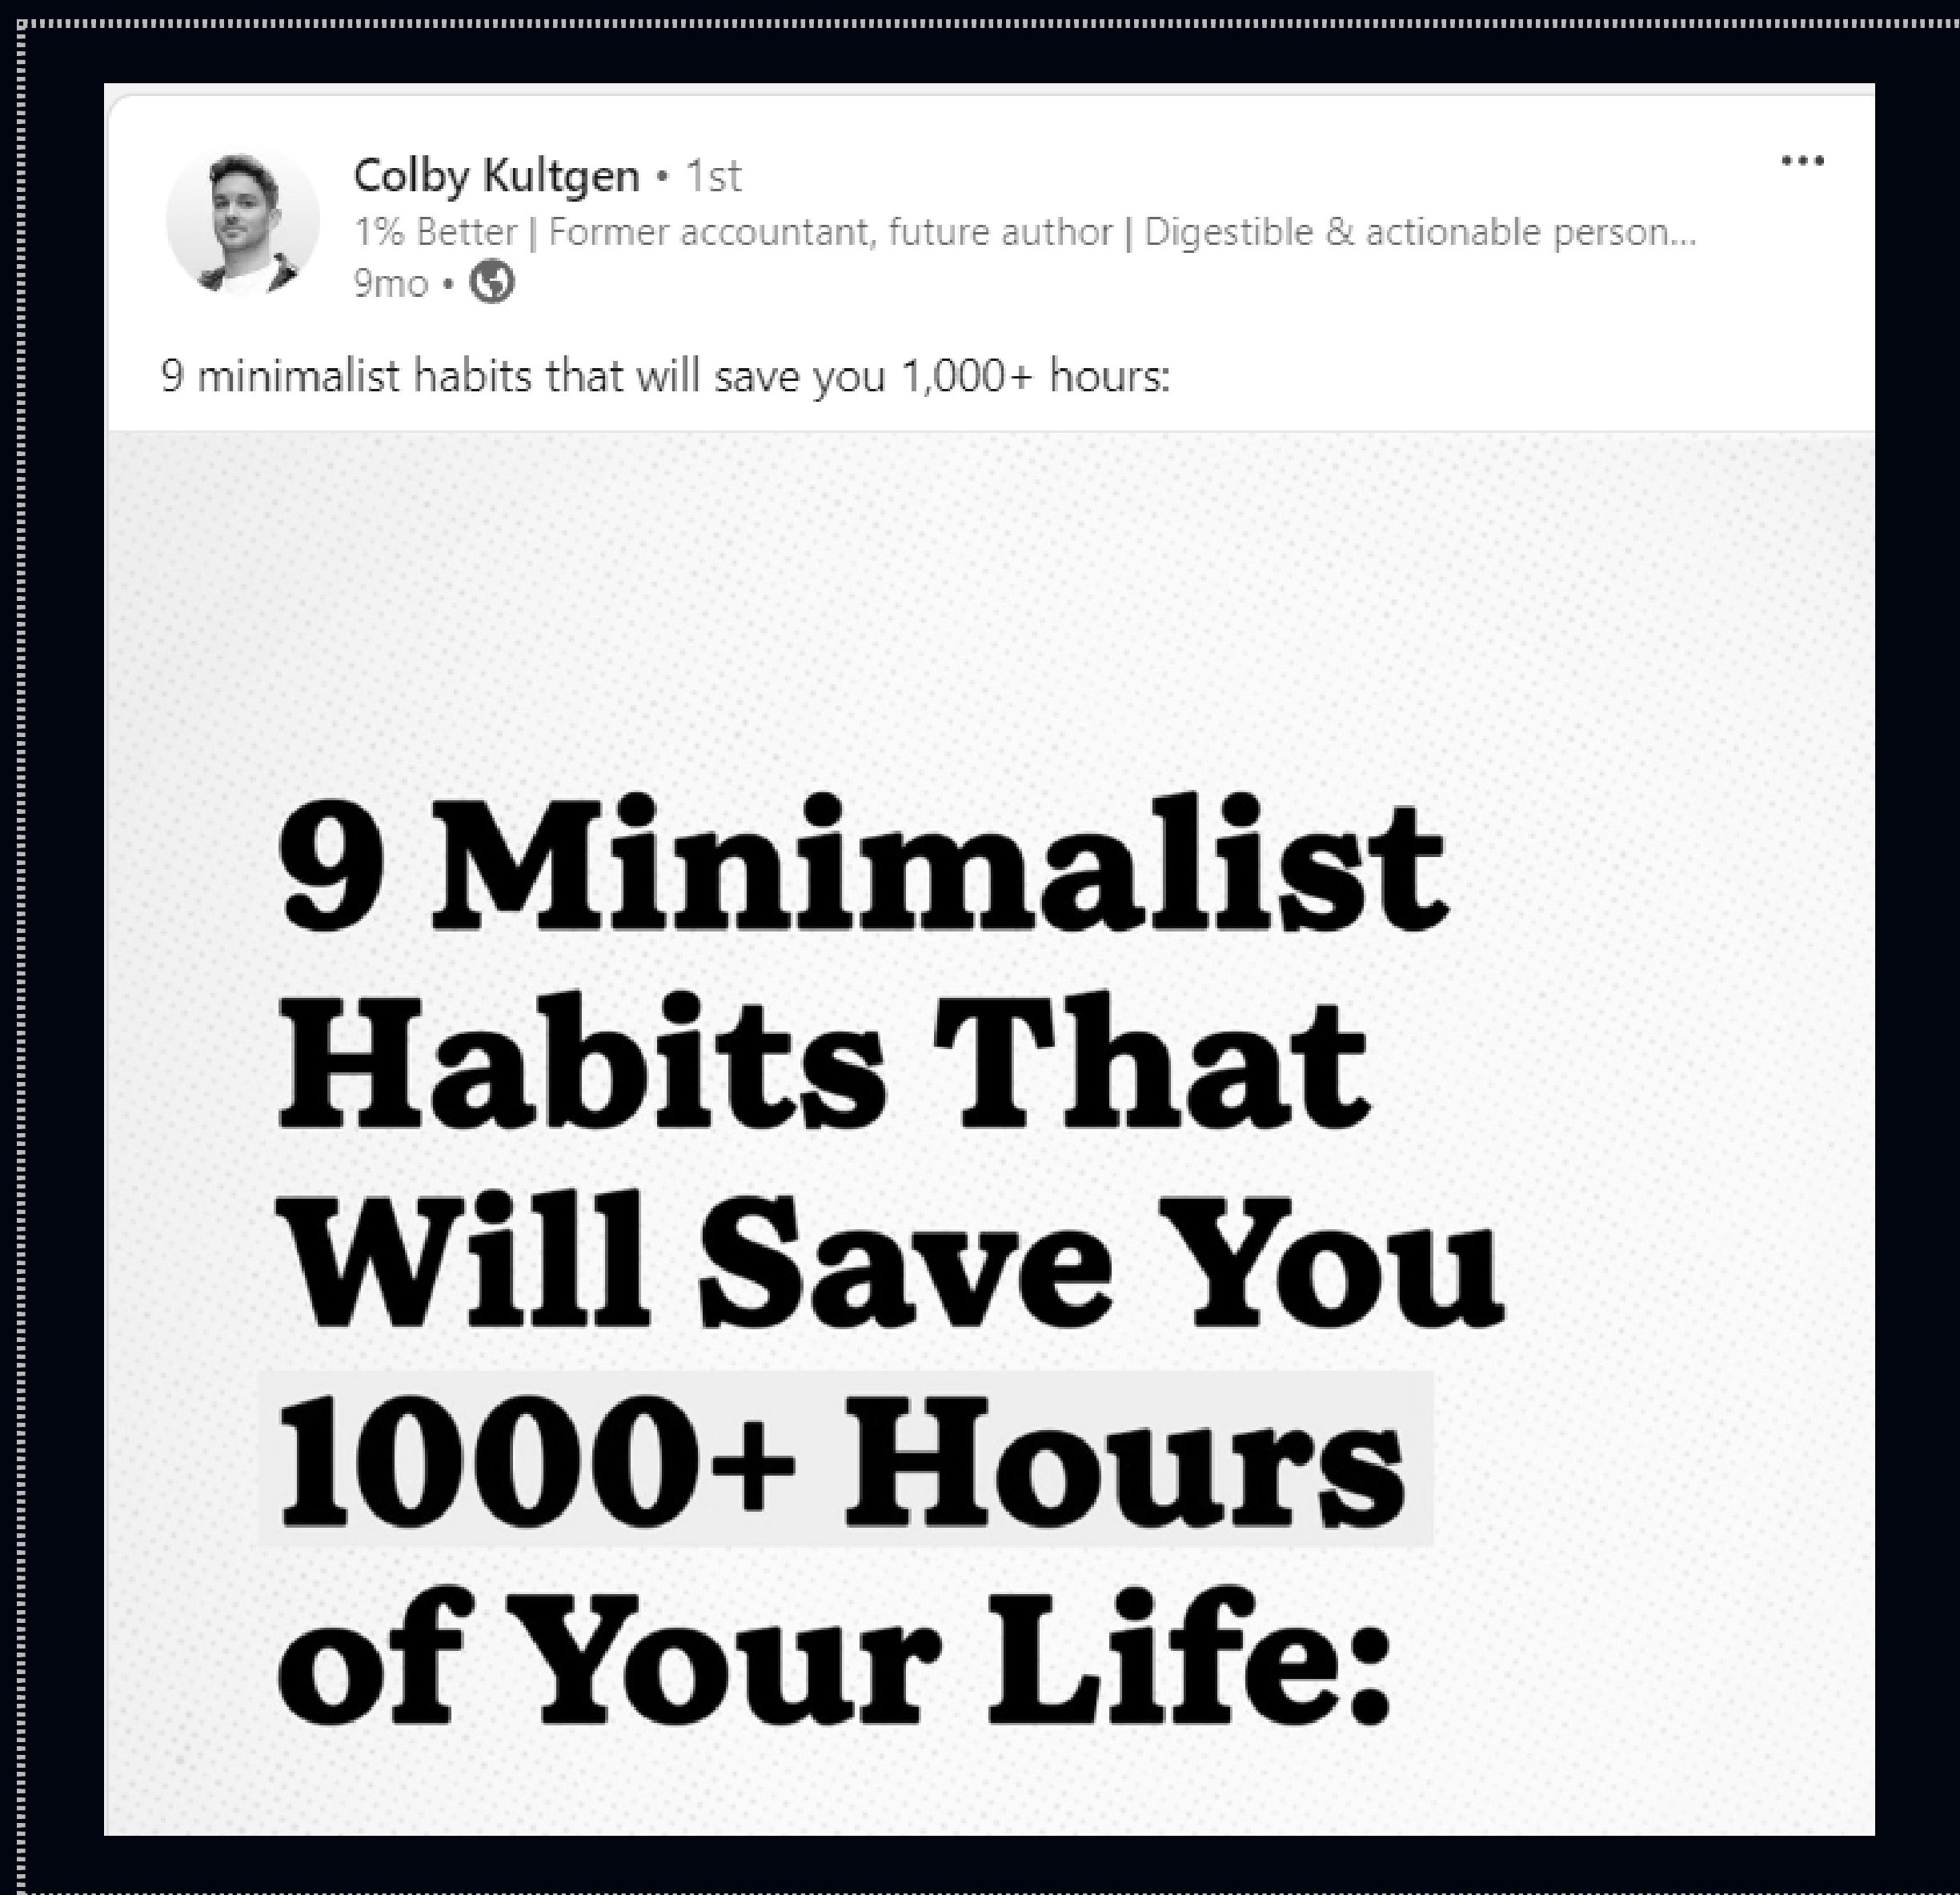 Colby Kultgen • 1st
1% Better | Former accountant, future author | Digestible & actionable person...
9mo •
9 minimalist habits that will save you 1,000+ hours:
9 Minimalist
Habits That
Will Save You
1000+ Hours
of Your Life: